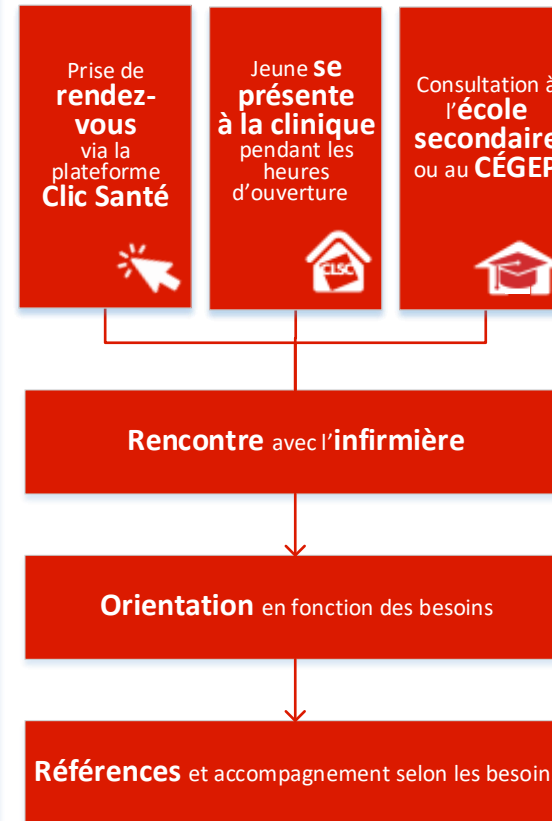 Prise de
rendez-
vous
via la
plateforme
Clic Santé
Jeune se
présente
à la clinique
pendant les
heures
d'ouverture
CLSC
Consultation à
l'école
secondaire
ou au CÉGEP
Rencontre avec l'infirmière
Orientation en fonction des besoins
Références et accompagnement selon les besoin